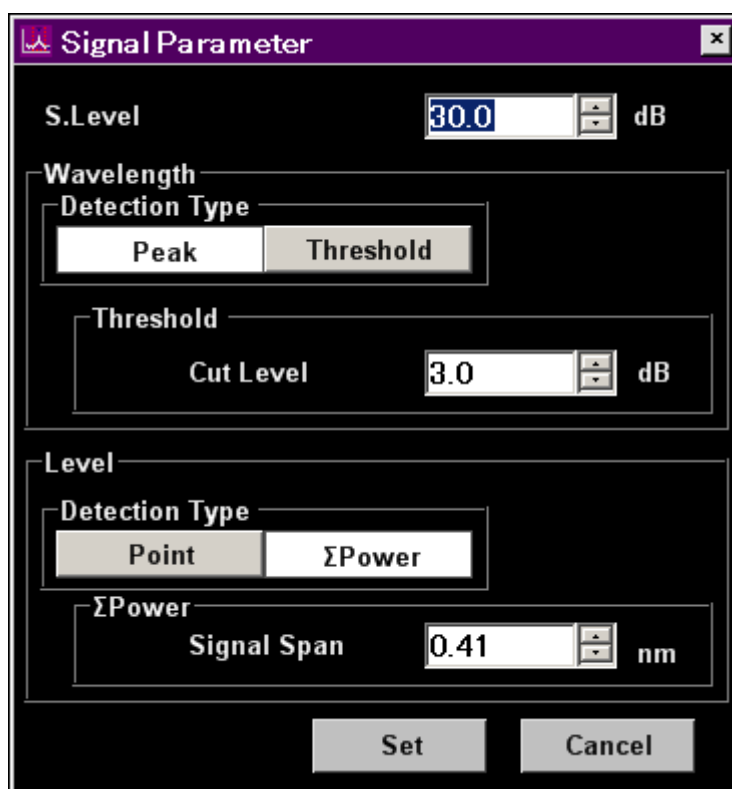 Signal Parameter
S.Level 30.0 dB
Wavelength
Detection Type
Peak Threshold
Threshold
Cut Level 3.0 dB
Level
Detection Type
Point ΣPower
ΣPower
Signal Span 0.41 nm
Set Cancel